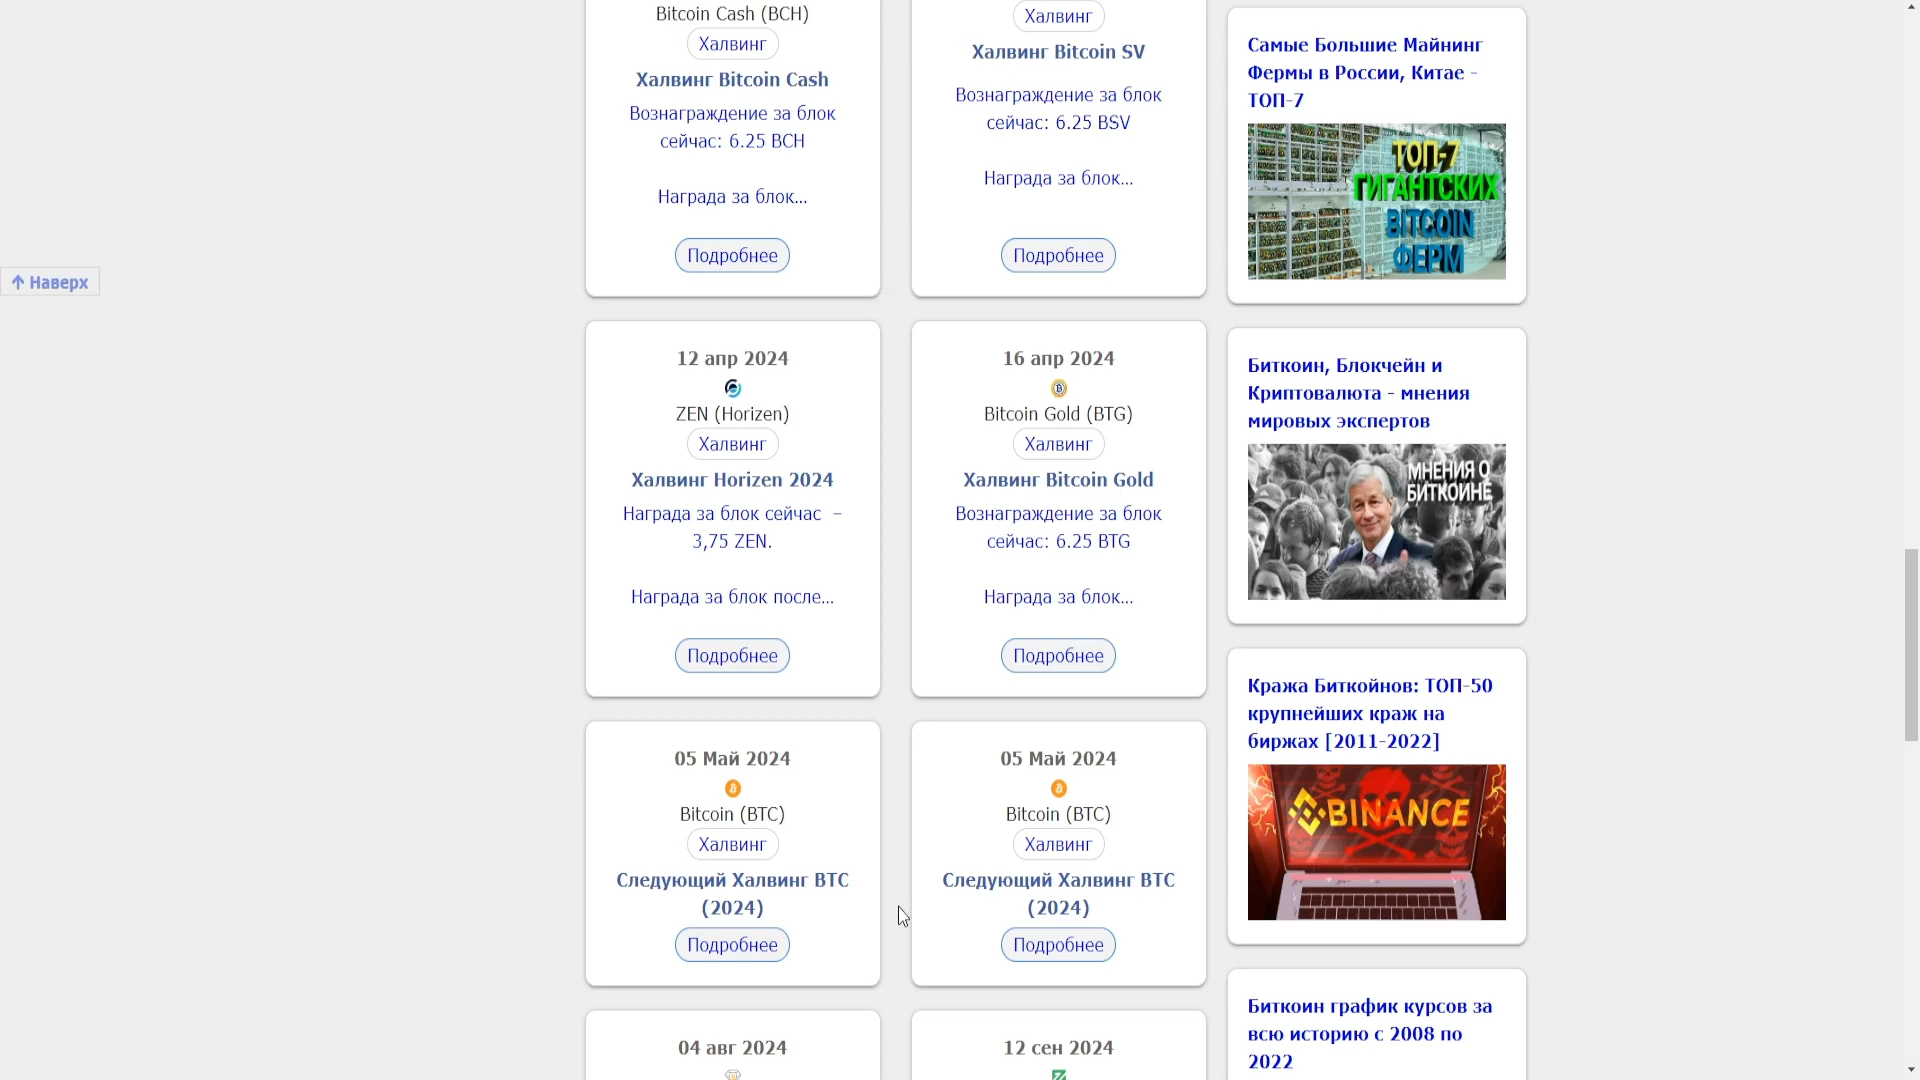 Bitcoin Cash (BCH)
Халвинг
Халвинг Bitcoin Cash
Вознаграждение за блок
сейчас: 6.25 BCH
Награда за блок...
Подробнее
Халвинг
Халвинг Bitcoin SV
Вознаграждение за блок
сейчас: 6.25 BSV
Награда за блок...
Подробнее
↑ Наверх
12 апр 2024
ZEN (Horizen)
Халвинг
Халвинг Horizen 2024
Награда за блок сейчас –
3,75 ZEN.
Награда за блок после...
Подробнее
16 апр 2024
Bitcoin Gold (BTG)
Халвинг
Халвинг Bitcoin Gold
Вознаграждение за блок
сейчас: 6.25 BTG
Награда за блок...
Подробнее
05 Май 2024
Bitcoin (BTC)
Халвинг
Следующий Халвинг BTC
(2024)
Подробнее
05 Май 2024
Bitcoin (BTC)
Халвинг
Следующий Халвинг BTC
(2024)
Подробнее
04 авг 2024
12 сен 2024
Самые Большие Майнинг
Фермы в России, Китае -
ТОП-7
ТОП-7
ГИГАНТСКИХ
BITCOIN
ФЕРМ
Биткоин, Блокчейн и
Криптовалюта - мнения
мировых экспертов
МНЕНИЯ О
БИТКОИНЕ
Кража Биткойнов: ТОП-50
крупнейших краж на
биржах [2011-2022]
BINANCE
Биткоин график курсов за
всю историю с 2008 по
2022